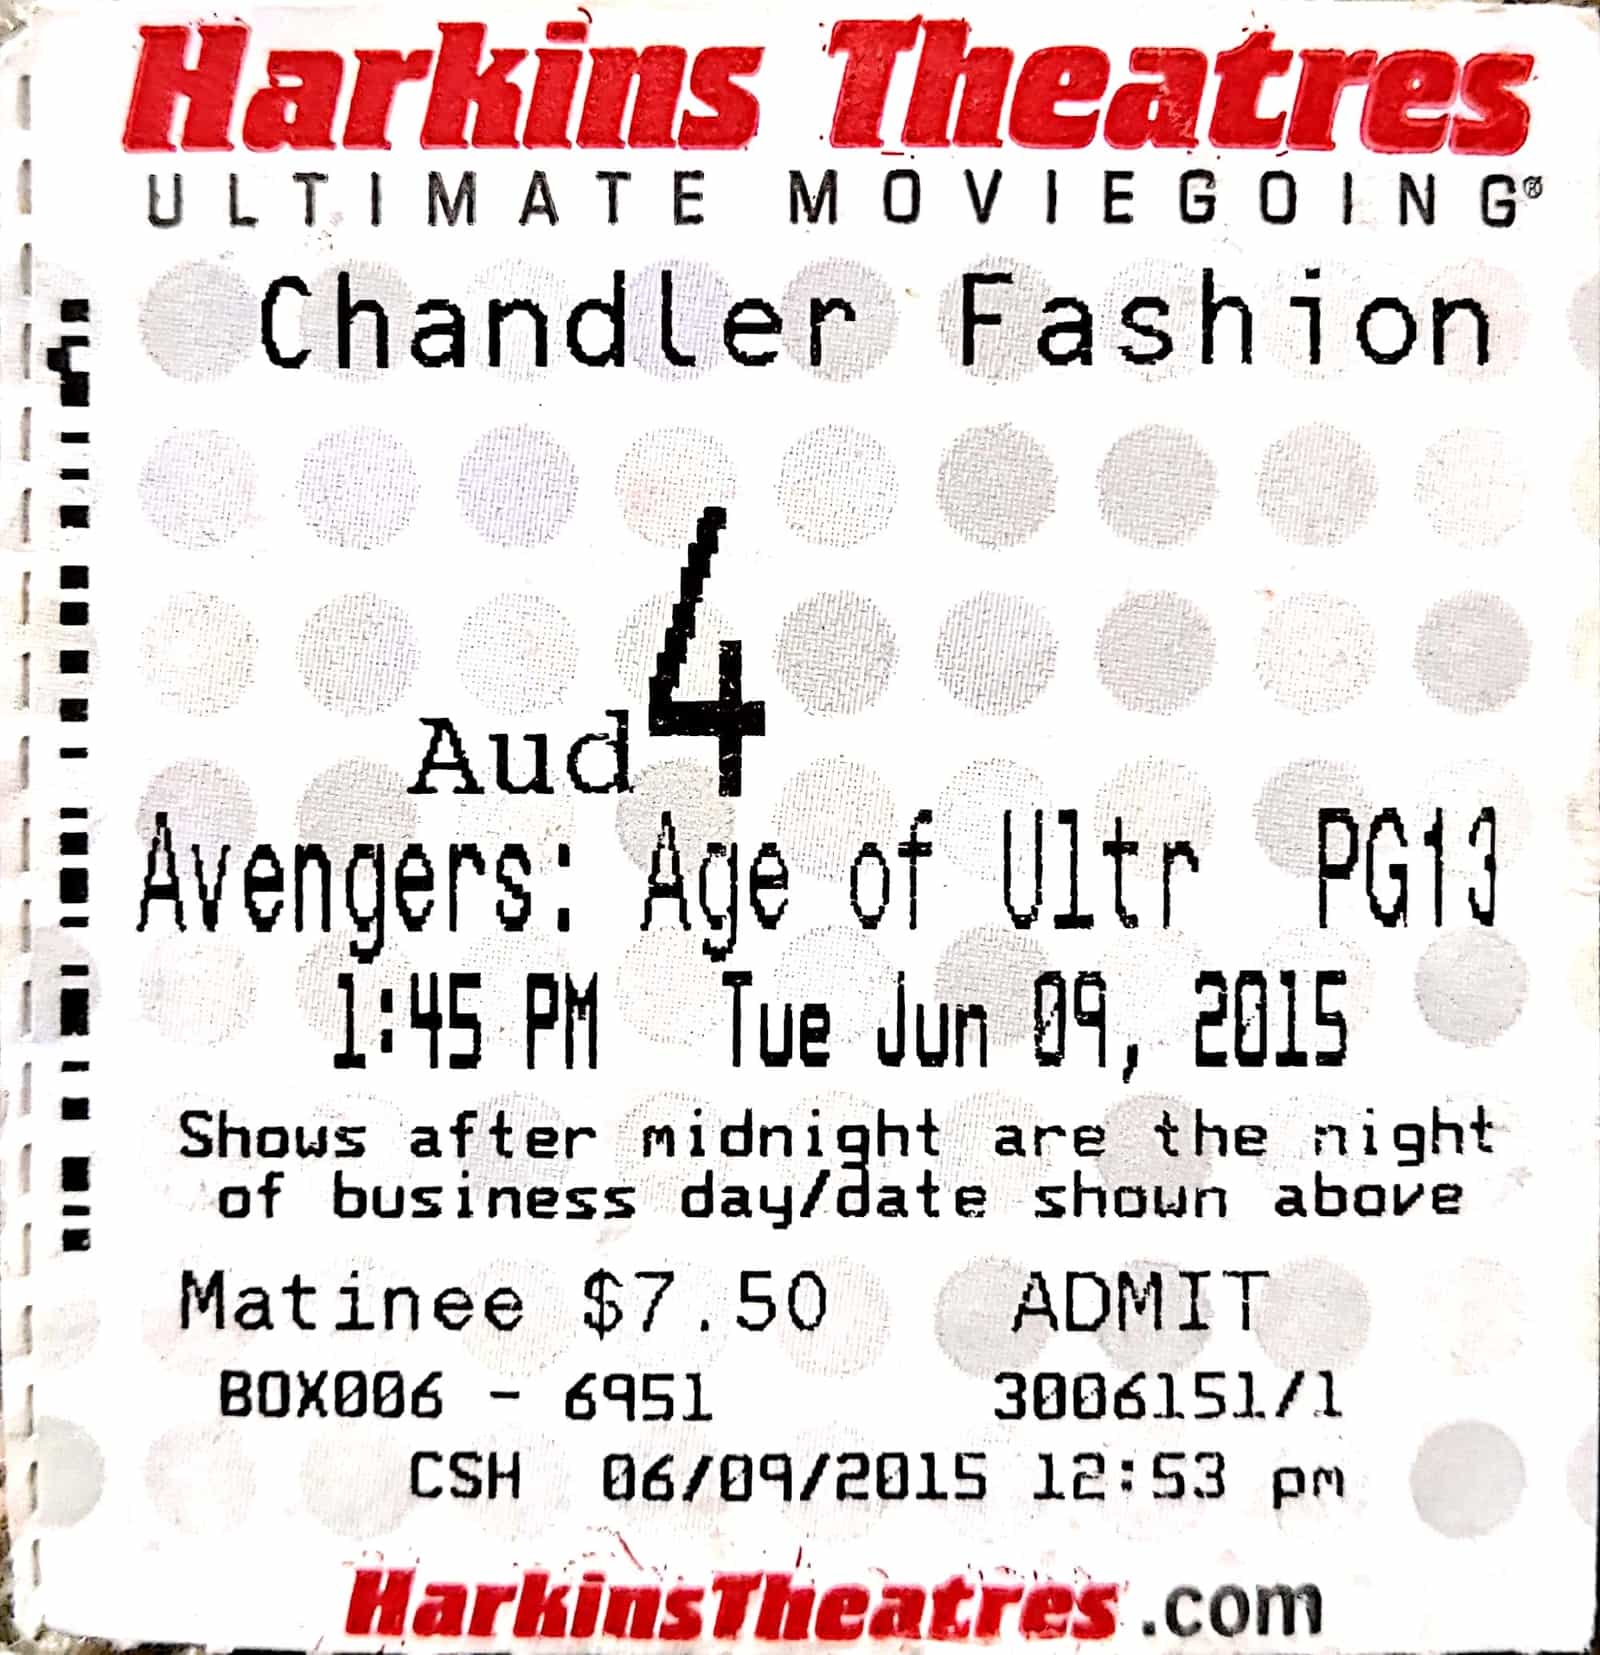 Harkins Theatres
ULTIMATE MOVIEGOING®
Chandler Fashion
Aud 4
Avengers: Age of Ultr PG13
1:45 PM Tue Jun 09, 2015
Shows after midnight are the night
of business day/date shown above
Matinee $7.50 ADMIT
BOX006 - 6951 3006151/1
CSH 06/09/2015 12:53 pm
HarkinsTheatres.com